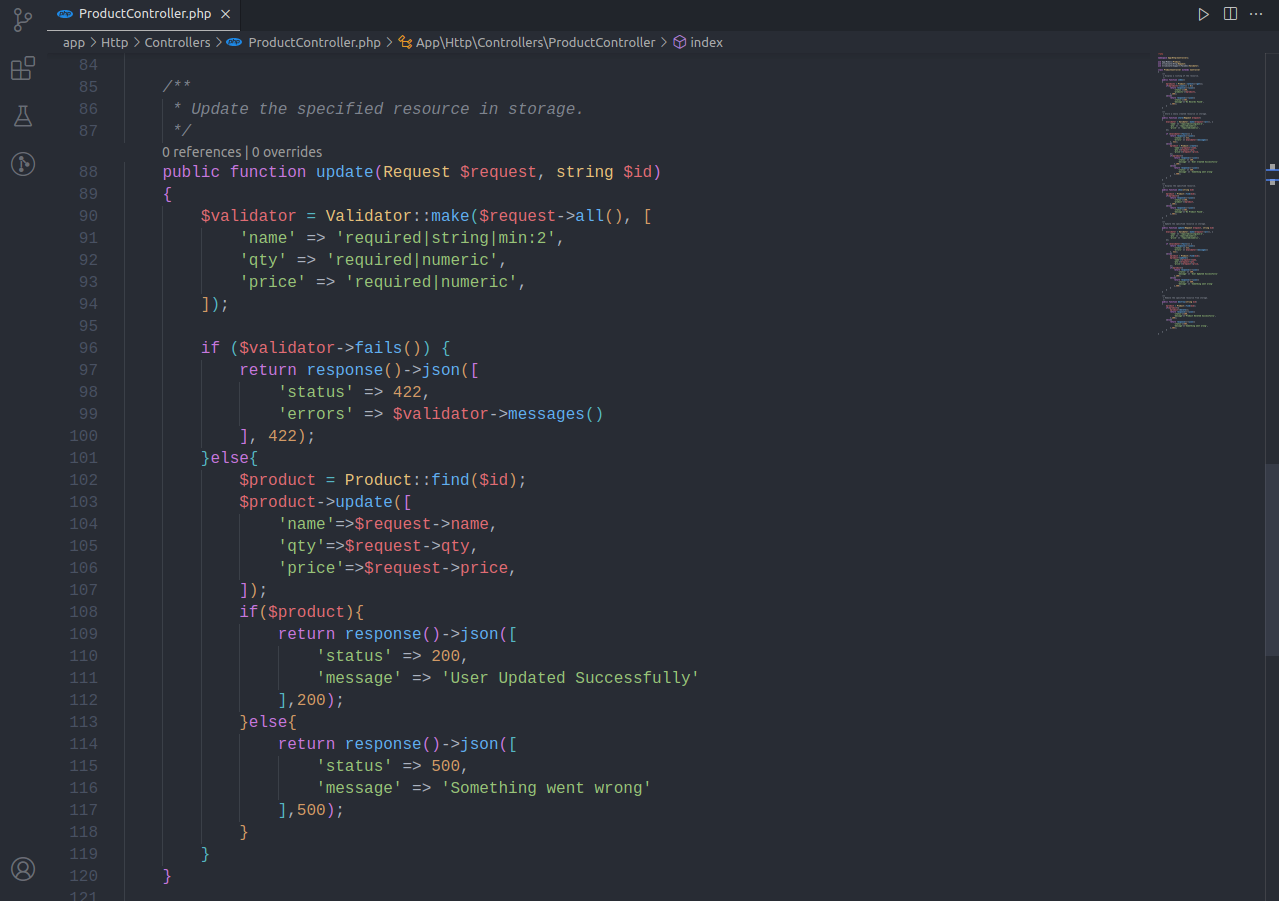 ProductController.php
app > Http > Controllers > ProductController.php > App\Http\Controllers\ProductController > index
84
85 /**
86 * Update the specified resource in storage.
87 */
0 references | 0 overrides
88 public function update(Request $request, string $id)
89 {
90 $validator = Validator::make($request->all(), [
91 'name' => 'required|string|min:2',
92 'qty' => 'required|numeric',
93 'price' => 'required|numeric',
94 ]);
95
96 if ($validator->fails()) {
97 return response()->json([
98 'status' => 422,
99 'errors' => $validator->messages()
100 ], 422);
101 }else{
102 $product = Product::find($id);
103 $product->update([
104 'name'=>$request->name,
105 'qty'=>$request->qty,
106 'price'=>$request->price,
107 ]);
108 if($product){
109 return response()->json([
110 'status' => 200,
111 'message' => 'User Updated Successfully'
112 ],200);
113 }else{
114 return response()->json([
115 'status' => 500,
116 'message' => 'Something went wrong'
117 ],500);
118 }
119 }
120 }
121